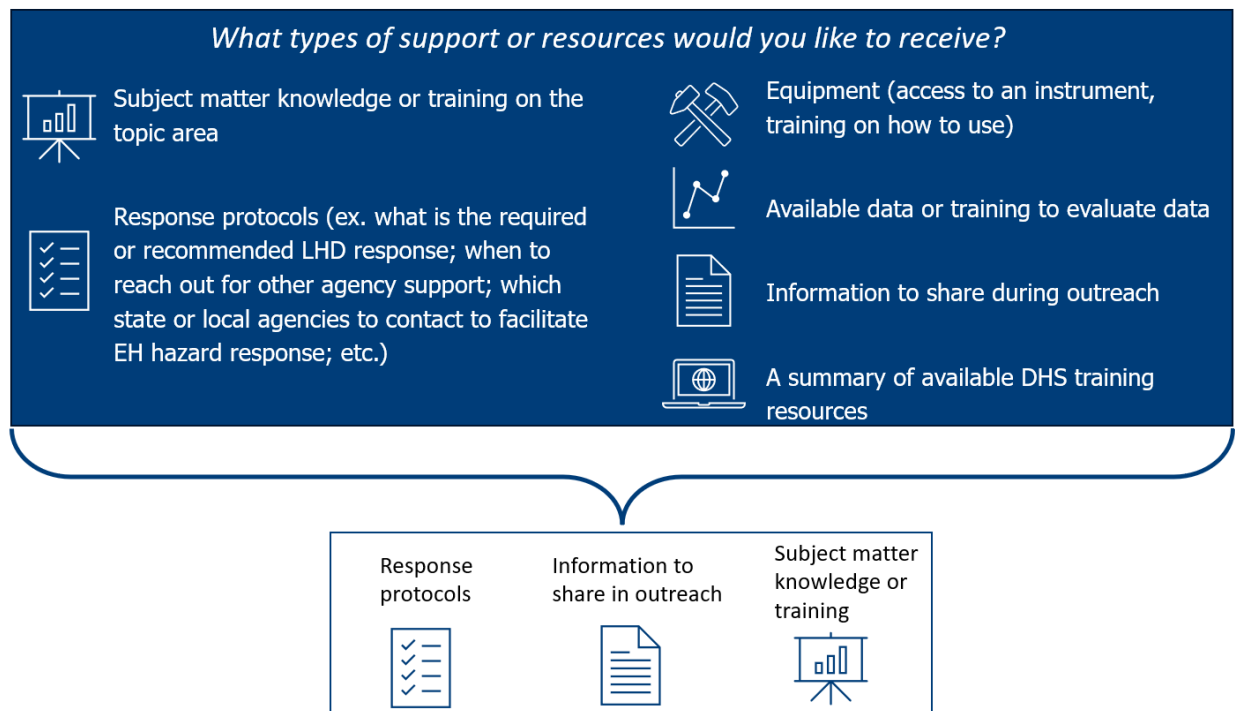 What types of support or resources would you like to receive?
Subject matter knowledge or training on the
topic area
Response protocols (ex. what is the required
or recommended LHD response; when to
reach out for other agency support; which
state or local agencies to contact to facilitate
EH hazard response; etc.)
Equipment (access to an instrument,
training on how to use)
Available data or training to evaluate data
Information to share during outreach
A summary of available DHS training
resources
Response
protocols
Information to
share in outreach
Subject matter
knowledge or
training